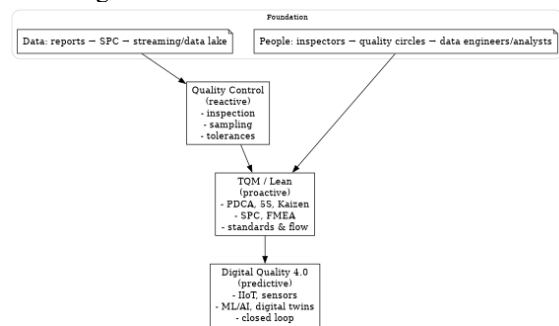 Foundation
Data: reports → SPC → streaming/data lake
People: inspectors → quality circles → data engineers/analysts
Quality Control
(reactive)
- inspection
- sampling
- tolerances
TQM / Lean
(proactive)
- PDCA, 5S, Kaizen
- SPC, FMEA
- standards & flow
Digital Quality 4.0
(predictive)
- IIoT, sensors
- ML/AI, digital twins
- closed loop